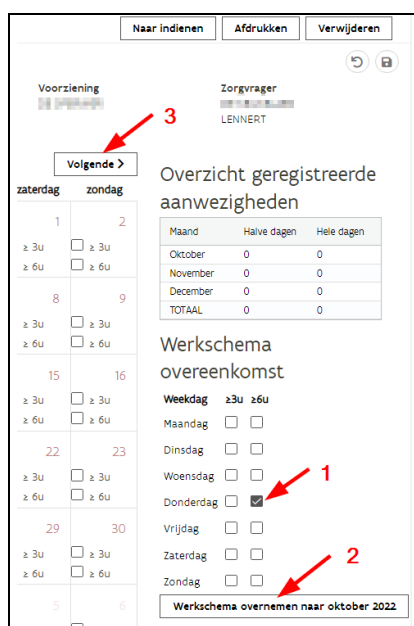 Naar indienen Afdrukken Verwijderen
Voorziening Zorgvrager
LENNERT
3
Volgende >
zaterdag zondag
1 2
≥ 3u ≥ 3u
≥ 6u ≥ 6u
8 9
≥ 3u ≥ 3u
≥ 6u ≥ 6u
15 16
≥ 3u ≥ 3u
≥ 6u ≥ 6u
22 23
≥ 3u ≥ 3u
≥ 6u ≥ 6u
29 30
≥ 3u ≥ 3u
≥ 6u ≥ 6u
5 6
Overzicht geregistreerde
aanwezigheden
Maand Halve dagen Hele dagen
Oktober 0 0
November 0 0
December 0 0
TOTAAL 0 0
Werkschema
overeenkomst
Weekdag ≥3u ≥6u
Maandag
Dinsdag
Woensdag
1
Donderdag
Vrijdag
2
Zaterdag
Zondag
Werkschema overnemen naar oktober 2022